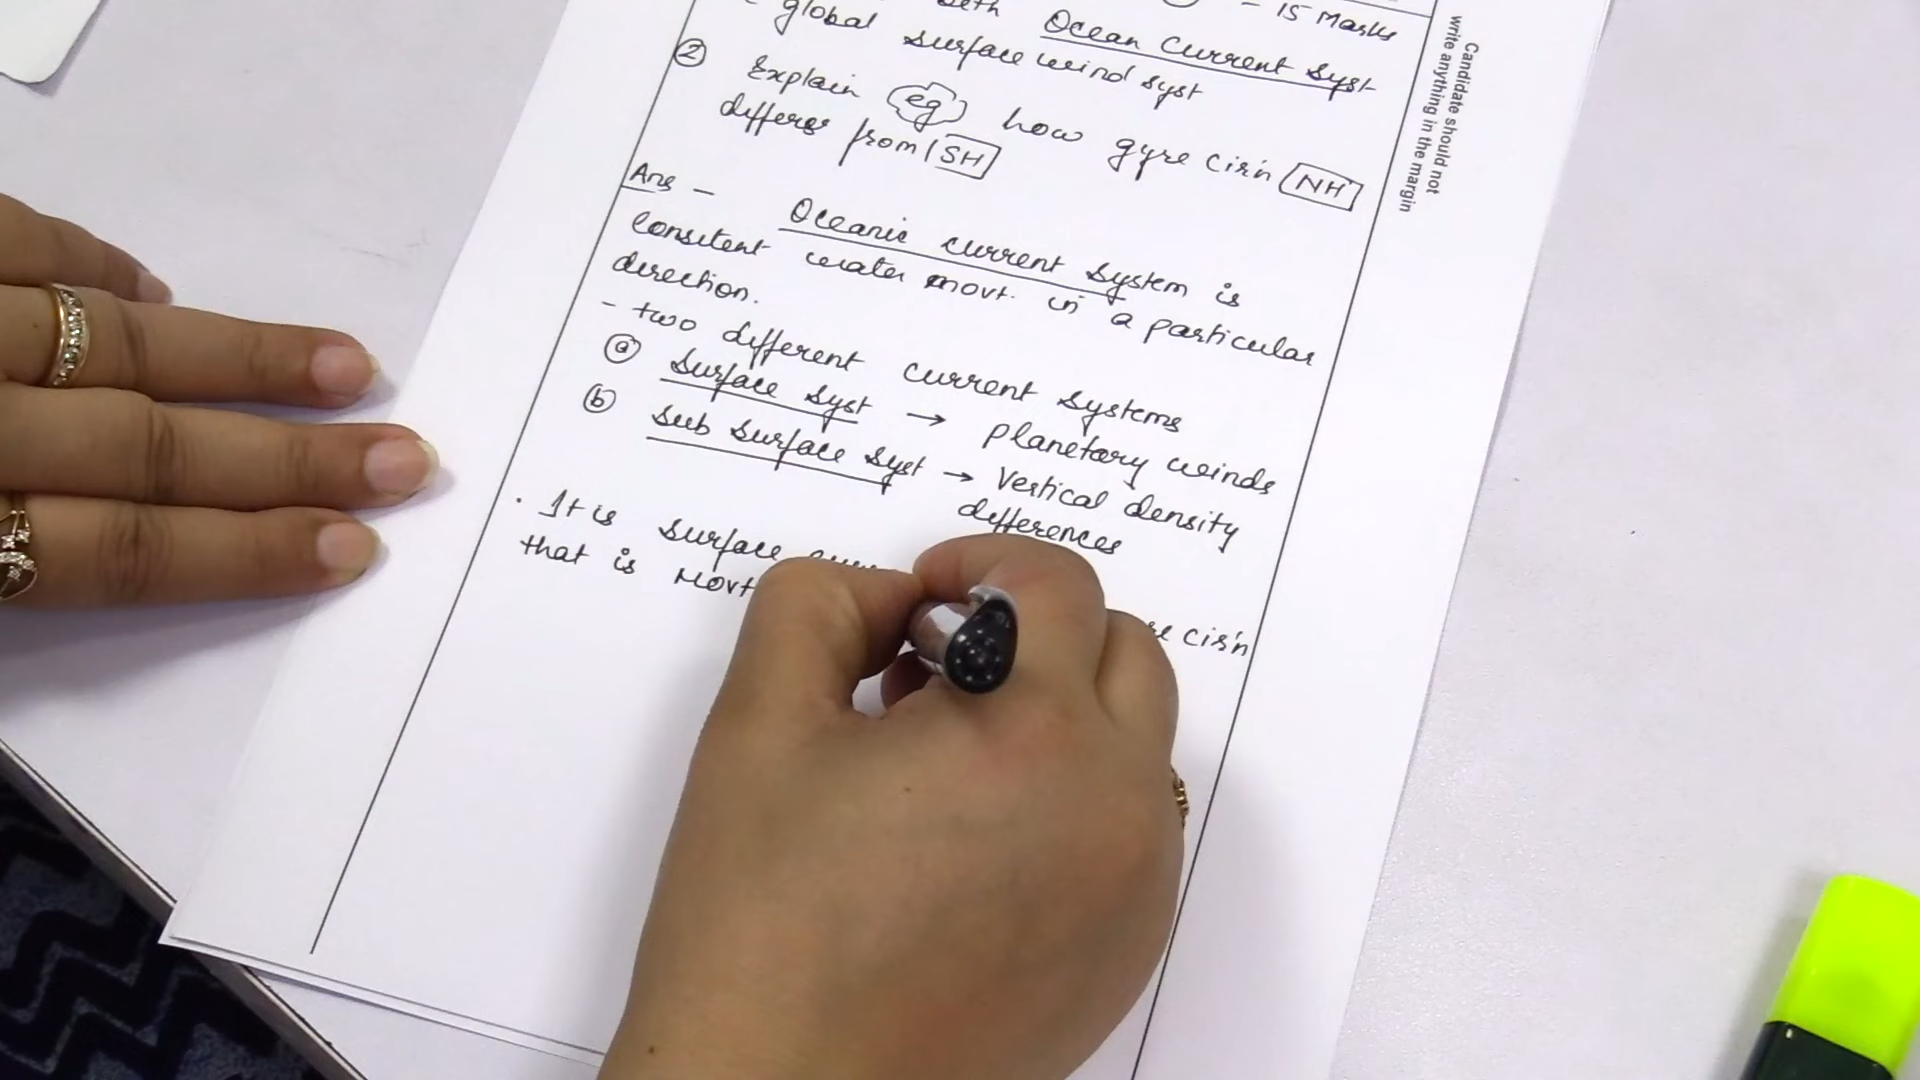 beth Ocean Current Syst - 15 Marks
- global surface wind syst
② Explain eg how gyre cir'n NH
differs from SH
Ans - Oceanic current System is
Consitent water movt. in a particular
direction.
- two different current systems
ⓐ Surface Syst → planetary winds
ⓑ Sub Surface Syst → Vertical density
differences
. It is surface
that is Movt cir'n
Candidate should not
write anything in the margin